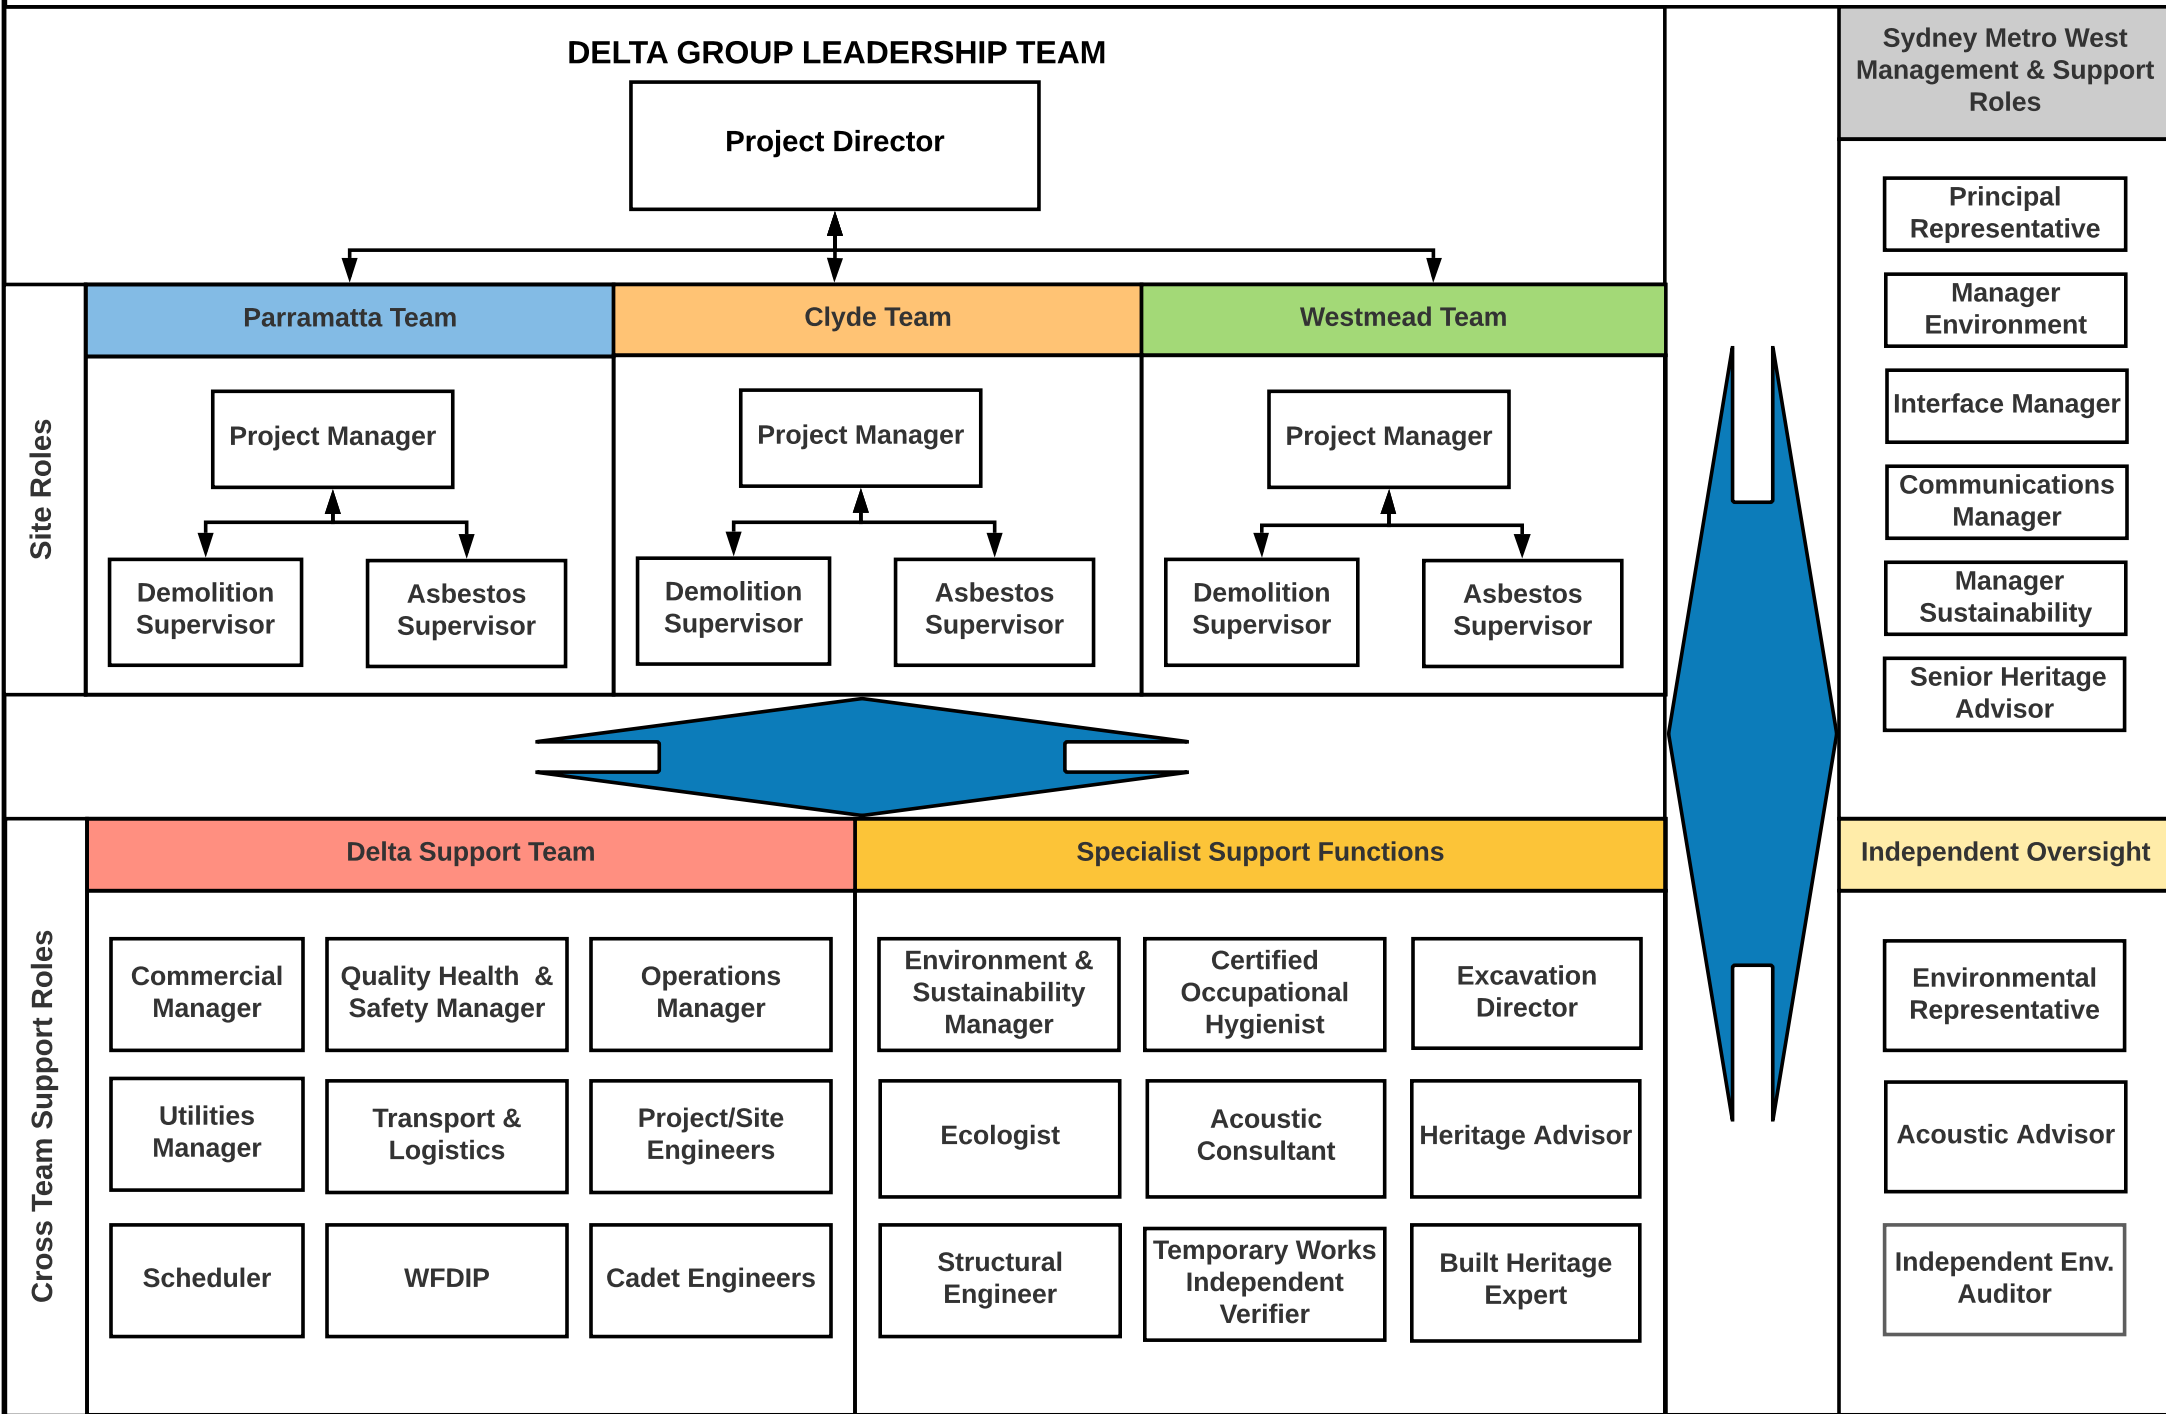 DELTA GROUP LEADERSHIP TEAM
Project Director
Sydney Metro West
Management & Support
Roles
Site Roles
Parramatta Team
Clyde Team
Westmead Team
Project Manager
Demolition
Supervisor
Asbestos
Supervisor
Project Manager
Demolition
Supervisor
Asbestos
Supervisor
Project Manager
Demolition
Supervisor
Asbestos
Supervisor
Principal
Representative
Manager
Environment
Interface Manager
Communications
Manager
Manager
Sustainability
Senior Heritage
Advisor
Cross Team Support Roles
Delta Support Team
Commercial
Manager
Quality Health  &
Safety Manager
Operations
Manager
Utilities
Manager
Transport &
Logistics
Project/Site
Engineers
Scheduler
WFDIP
Cadet Engineers
Specialist Support Functions
Environment &
Sustainability
Manager
Certified
Occupational
Hygienist
Excavation
Director
Ecologist
Acoustic
Consultant
Heritage Advisor
Structural
Engineer
Temporary Works
Independent
Verifier
Built Heritage
Expert
Independent Oversight
Environmental
Representative
Acoustic Advisor
Independent Env.
Auditor